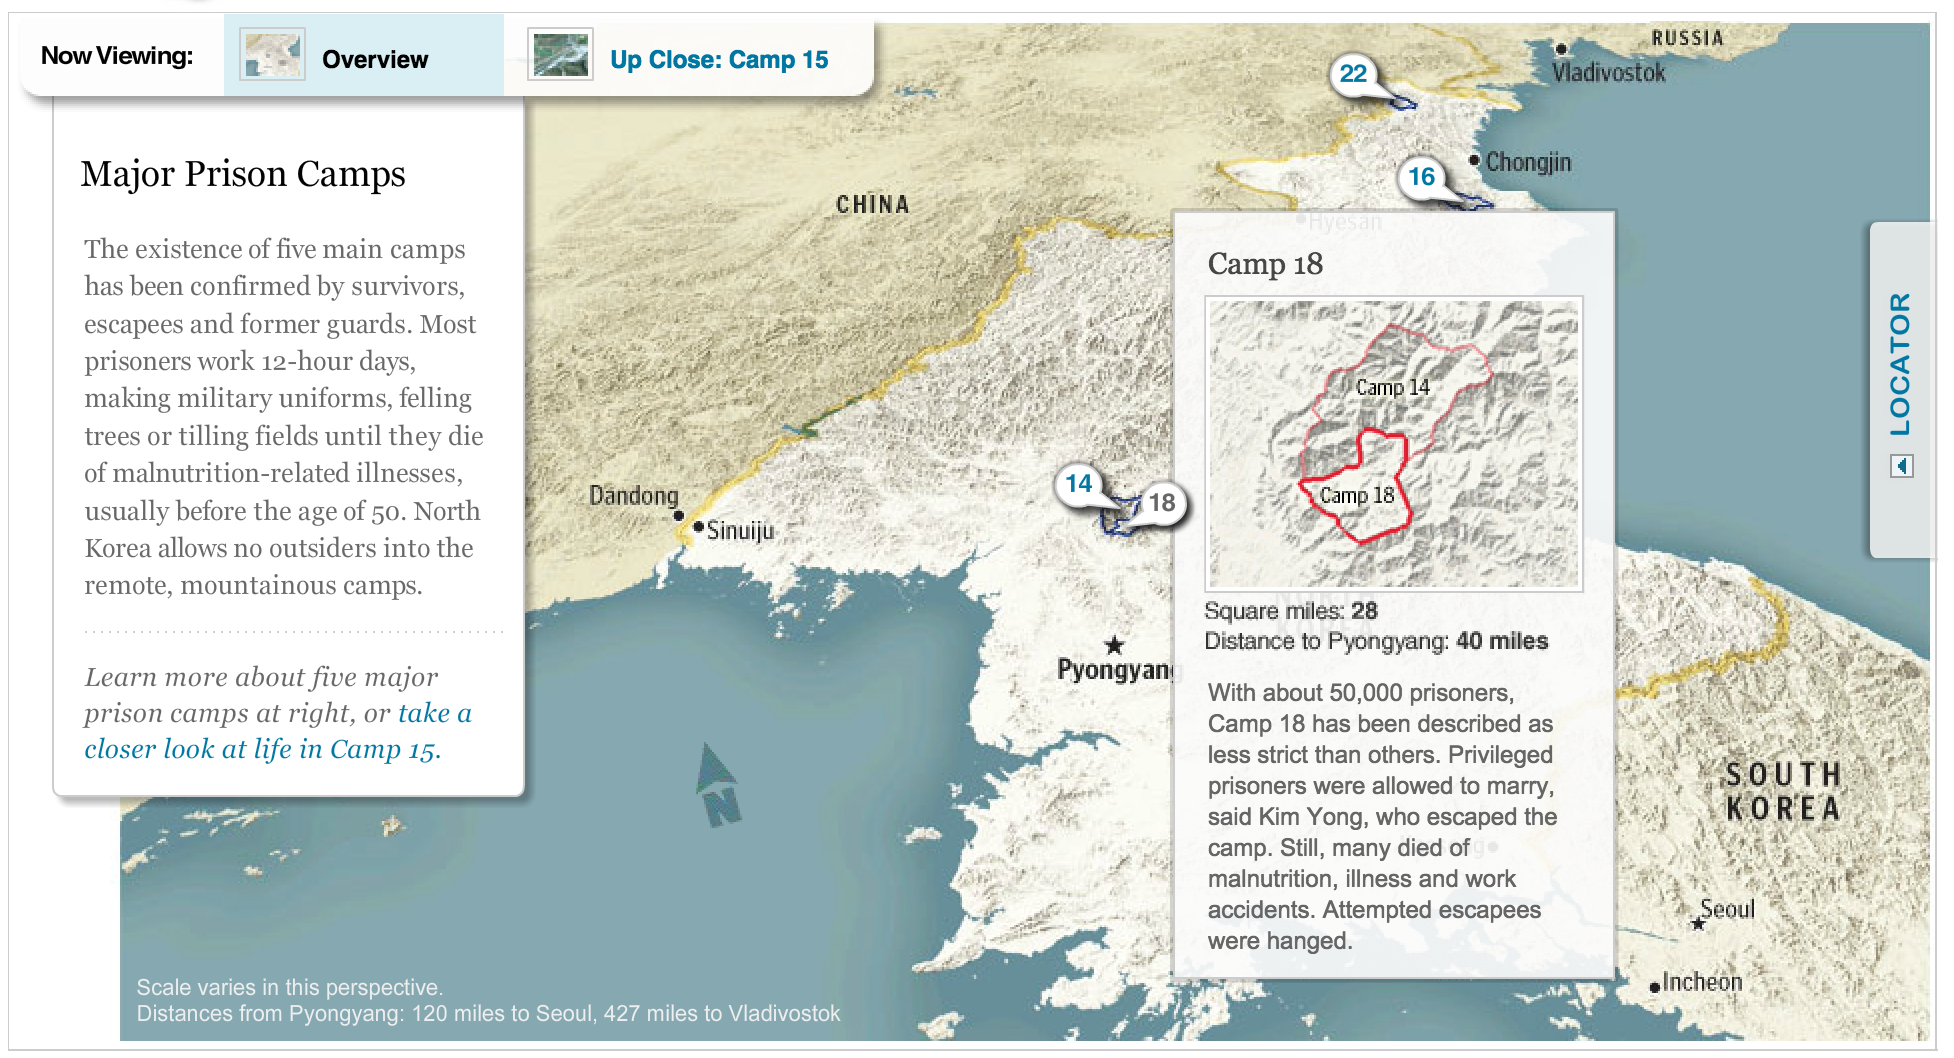 Now Viewing:
Overview
Up Close: Camp 15
Major Prison Camps
The existence of five main camps
has been confirmed by survivors,
escapees and former guards. Most
prisoners work 12-hour days,
making military uniforms, felling
trees or tilling fields until they die
of malnutrition-related illnesses,
usually before the age of 50. North
Korea allows no outsiders into the
remote, mountainous camps.
Learn more about five major
prison camps at right, or take a
closer look at life in Camp 15.
RUSSIA
Vladivostok
22
Chongjin
16
CHINA
Hyesan
Camp 18
Camp 14
Camp 18
Square miles: 28
Distance to Pyongyang: 40 miles
With about 50,000 prisoners,
Camp 18 has been described as
less strict than others. Privileged
prisoners were allowed to marry,
said Kim Yong, who escaped the
camp. Still, many died of
malnutrition, illness and work
accidents. Attempted escapees
were hanged.
LOCATOR
14
18
Dandong
Sinuiju
NORTH
KOREA
Pyongyang
N
SOUTH
KOREA
Seoul
Incheon
Scale varies in this perspective.
Distances from Pyongyang: 120 miles to Seoul, 427 miles to Vladivostok